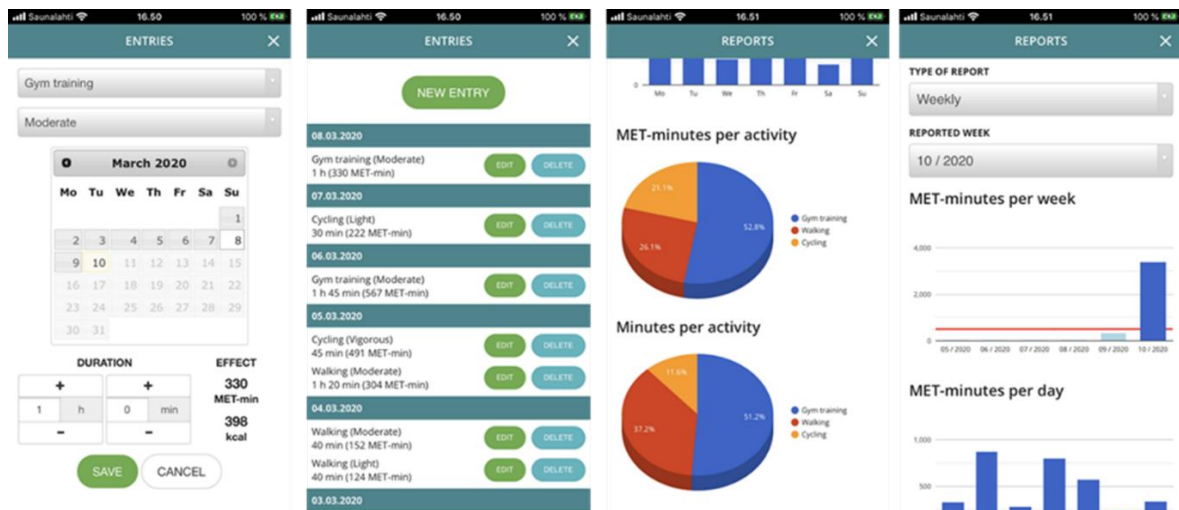 Saunalahti 16.50 100 %
ENTRIES ×
Gym training
Moderate
March 2020
Mo Tu We Th Fr Sa Su
1
2 3 4 5 6 7 8
9 10 11 12 13 14 15
16 17 18 19 20 21 22
23 24 25 26 27 28 29
30 31
DURATION EFFECT
+ + 330
MET-min
1 h 0 min
398
kcal
- -
SAVE CANCEL
Saunalahti 16.50 100 %
ENTRIES ×
NEW ENTRY
08.03.2020
Gym training (Moderate)
1 h (330 MET-min)
EDIT DELETE
07.03.2020
Cycling (Light)
30 min (222 MET-min)
EDIT DELETE
06.03.2020
Gym training (Moderate)
1 h 45 min (567 MET-min)
EDIT DELETE
05.03.2020
Cycling (Vigorous)
45 min (491 MET-min)
EDIT DELETE
Walking (Moderate)
1 h 20 min (304 MET-min)
EDIT DELETE
04.03.2020
Walking (Moderate)
40 min (152 MET-min)
EDIT DELETE
Walking (Light)
40 min (124 MET-min)
EDIT DELETE
03.03.2020
Saunalahti 16.51 100 %
REPORTS ×
0
Mo Tu We Th Fr Sa Su
MET-minutes per activity
21.1%
52.8%
26.1%
Gym training
Walking
Cycling
Minutes per activity
11.6%
51.2%
37.2%
Gym training
Walking
Cycling
Saunalahti 16.51 100 %
REPORTS ×
TYPE OF REPORT
Weekly
REPORTED WEEK
10 / 2020
MET-minutes per week
4,000
2,000
0
05 / 2020 06 / 2020 07 / 2020 08 / 2020 09 / 2020 10 / 2020
MET-minutes per day
1,000
500